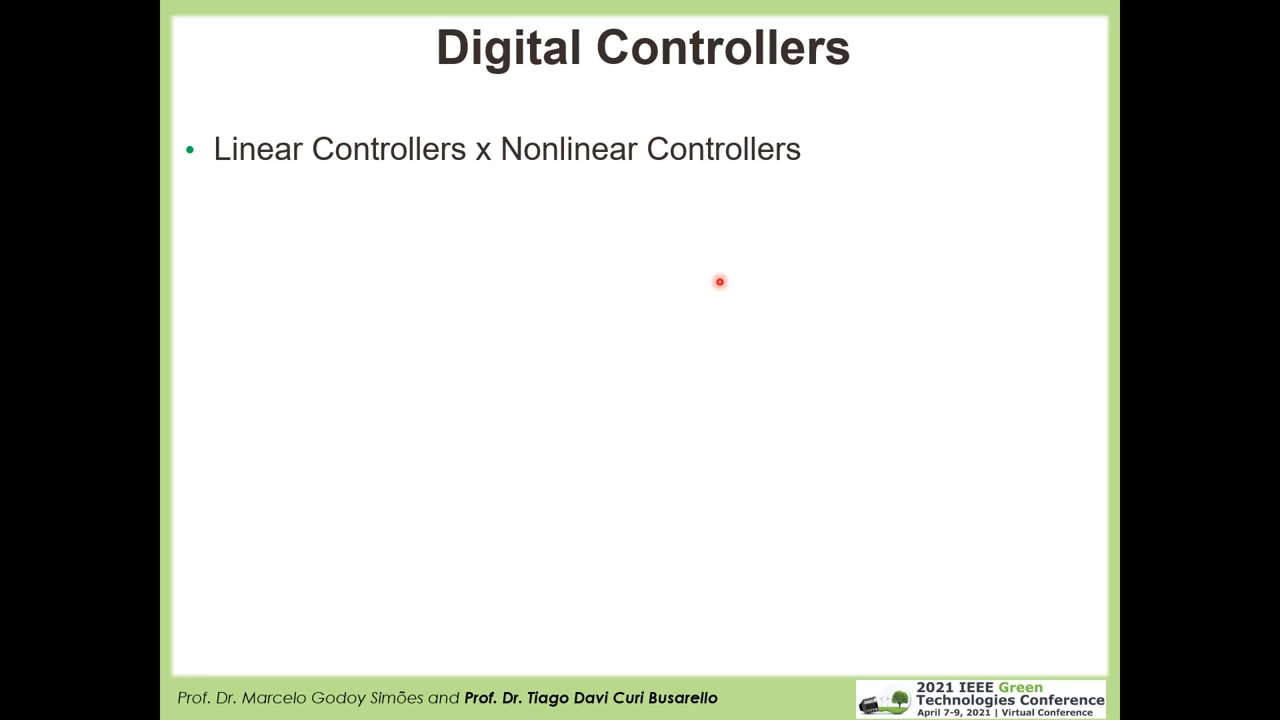 Digital Controllers
• Linear Controllers x Nonlinear Controllers
Prof. Dr. Marcelo Godoy Simões and Prof. Dr. Tiago Davi Curi Busarello
2021 IEEE Green
Technologies Conference
April 7-9, 2021 | Virtual Conference